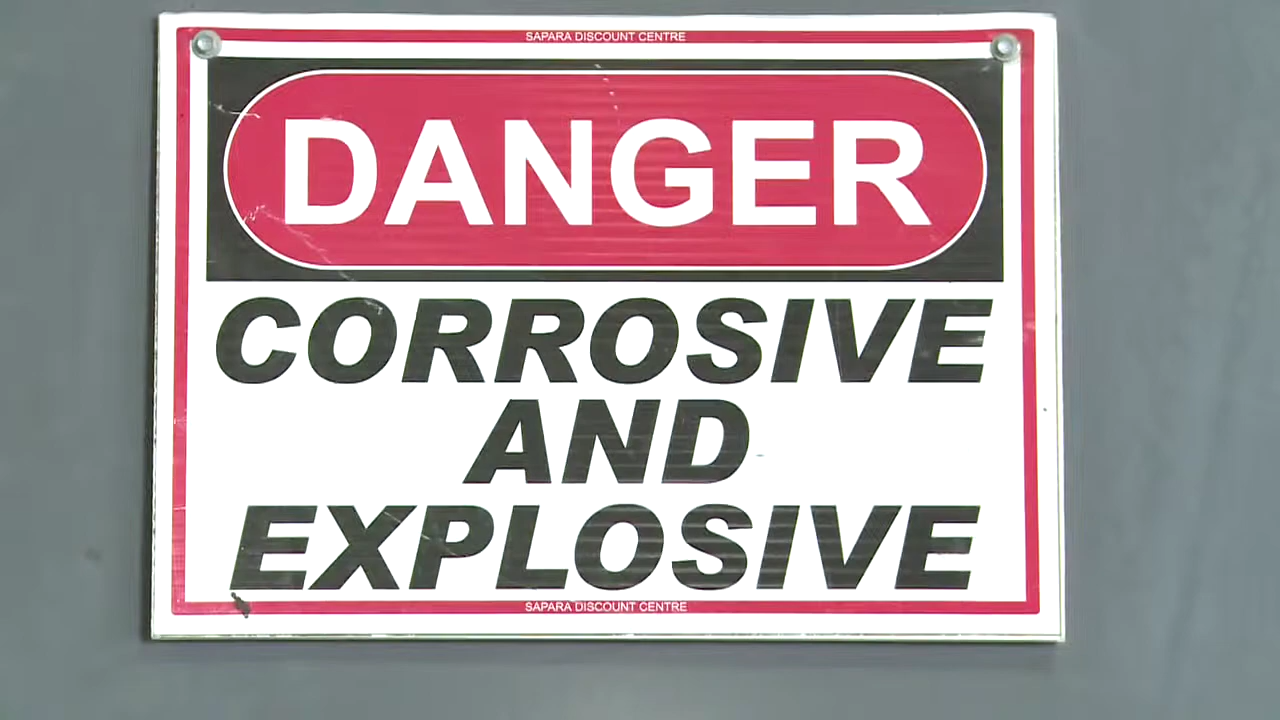 SAPARA DISCOUNT CENTRE
DANGER
CORROSIVE
AND
EXPLOSIVE
SAPARA DISCOUNT CENTRE